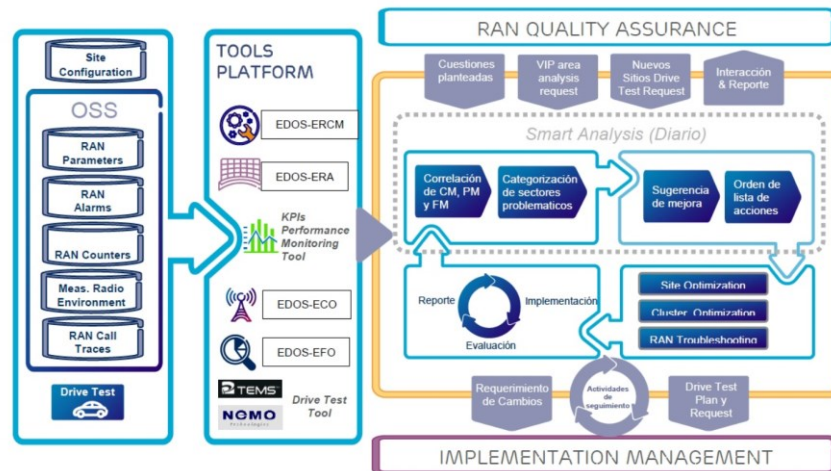 Site
Configuration
OSS
RAN
Parameters
RAN
Alarms
RAN Counters
Meas. Radio
Environment
RAN Call
Traces
Drive Test
TOOLS
PLATFORM
EDOS-ERCM
EDOS-ERA
KPIs
Performance
Monitoring
Tool
EDOS-ECO
EDOS-EFO
TEMS
NEMO
Drive Test
Tool
RAN QUALITY ASSURANCE
Cuestiones
planteadas
VIP area
analysis
request
Nuevos
Sitios Drive
Test Request
Interacción
& Reporte
Smart Analysis (Diario)
Correlación
de CM, PM
y FM
Categorización
de sectores
problematicos
Sugerencia
de mejora
Orden de
lista de
acciones
Reporte
Implementación
Evaluación
Site Optimization
Cluster Optimization
RAN Troubleshooting
Requerimiento
de Cambios
Actividades
de
seguimiento
Drive Test
Plan y
Request
IMPLEMENTATION MANAGEMENT